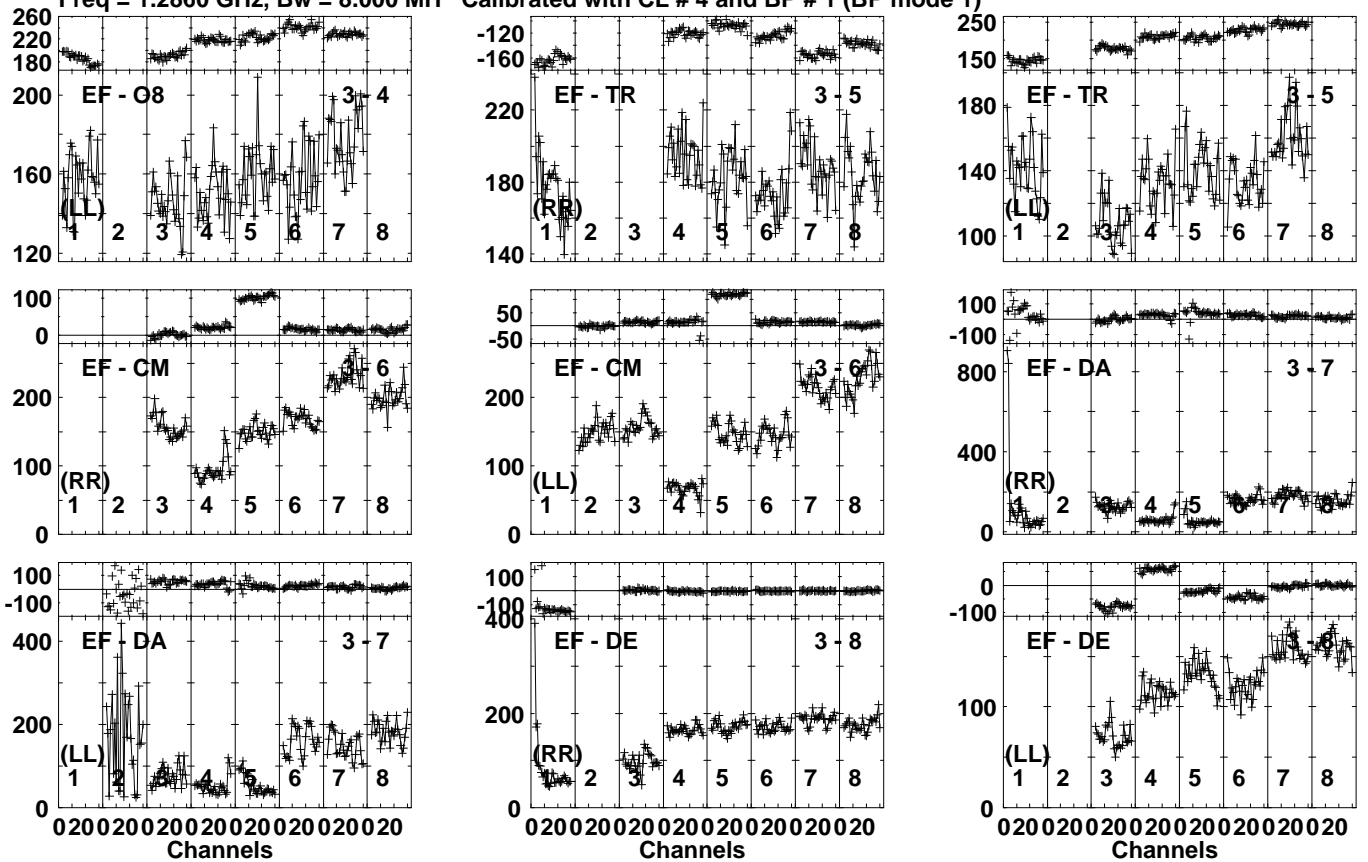 Freq = 1.2860 GHz, Bw = 8.000 MH Calibrated with CL # 4 and BP # 1 (BP mode 1)
260
220
180
200
160
120
EF - O8 3 - 4
(LL)
1 2 3 4 5 6 7 8
-120
-160
220
180
140
EF - TR 3 - 5
(RR)
1 2 3 4 5 6 7 8
250
150
180
140
100
EF - TR 3 - 5
(LL)
1 2 3 4 5 6 7 8
100
0
200
100
0
EF - CM 3 - 6
(RR)
1 2 3 4 5 6 7 8
50
-50
200
100
0
EF - CM 3 - 6
(LL)
1 2 3 4 5 6 7 8
100
-100
800
400
0
EF - DA 3 - 7
(RR)
1 2 3 4 5 6 7 8
100
-100
400
200
0
EF - DA 3 - 7
(LL)
1 2 3 4 5 6 7 8
0 20 0 20 0 20 0 20 0 20 0 20 0 20 0 20
Channels
100
-100
400
200
0
EF - DE 3 - 8
(RR)
1 2 3 4 5 6 7 8
0 20 0 20 0 20 0 20 0 20 0 20 0 20 0 20
Channels
0
-100
100
0
EF - DE 3 - 8
(LL)
1 2 3 4 5 6 7 8
0 20 0 20 0 20 0 20 0 20 0 20 0 20 0 20
Channels